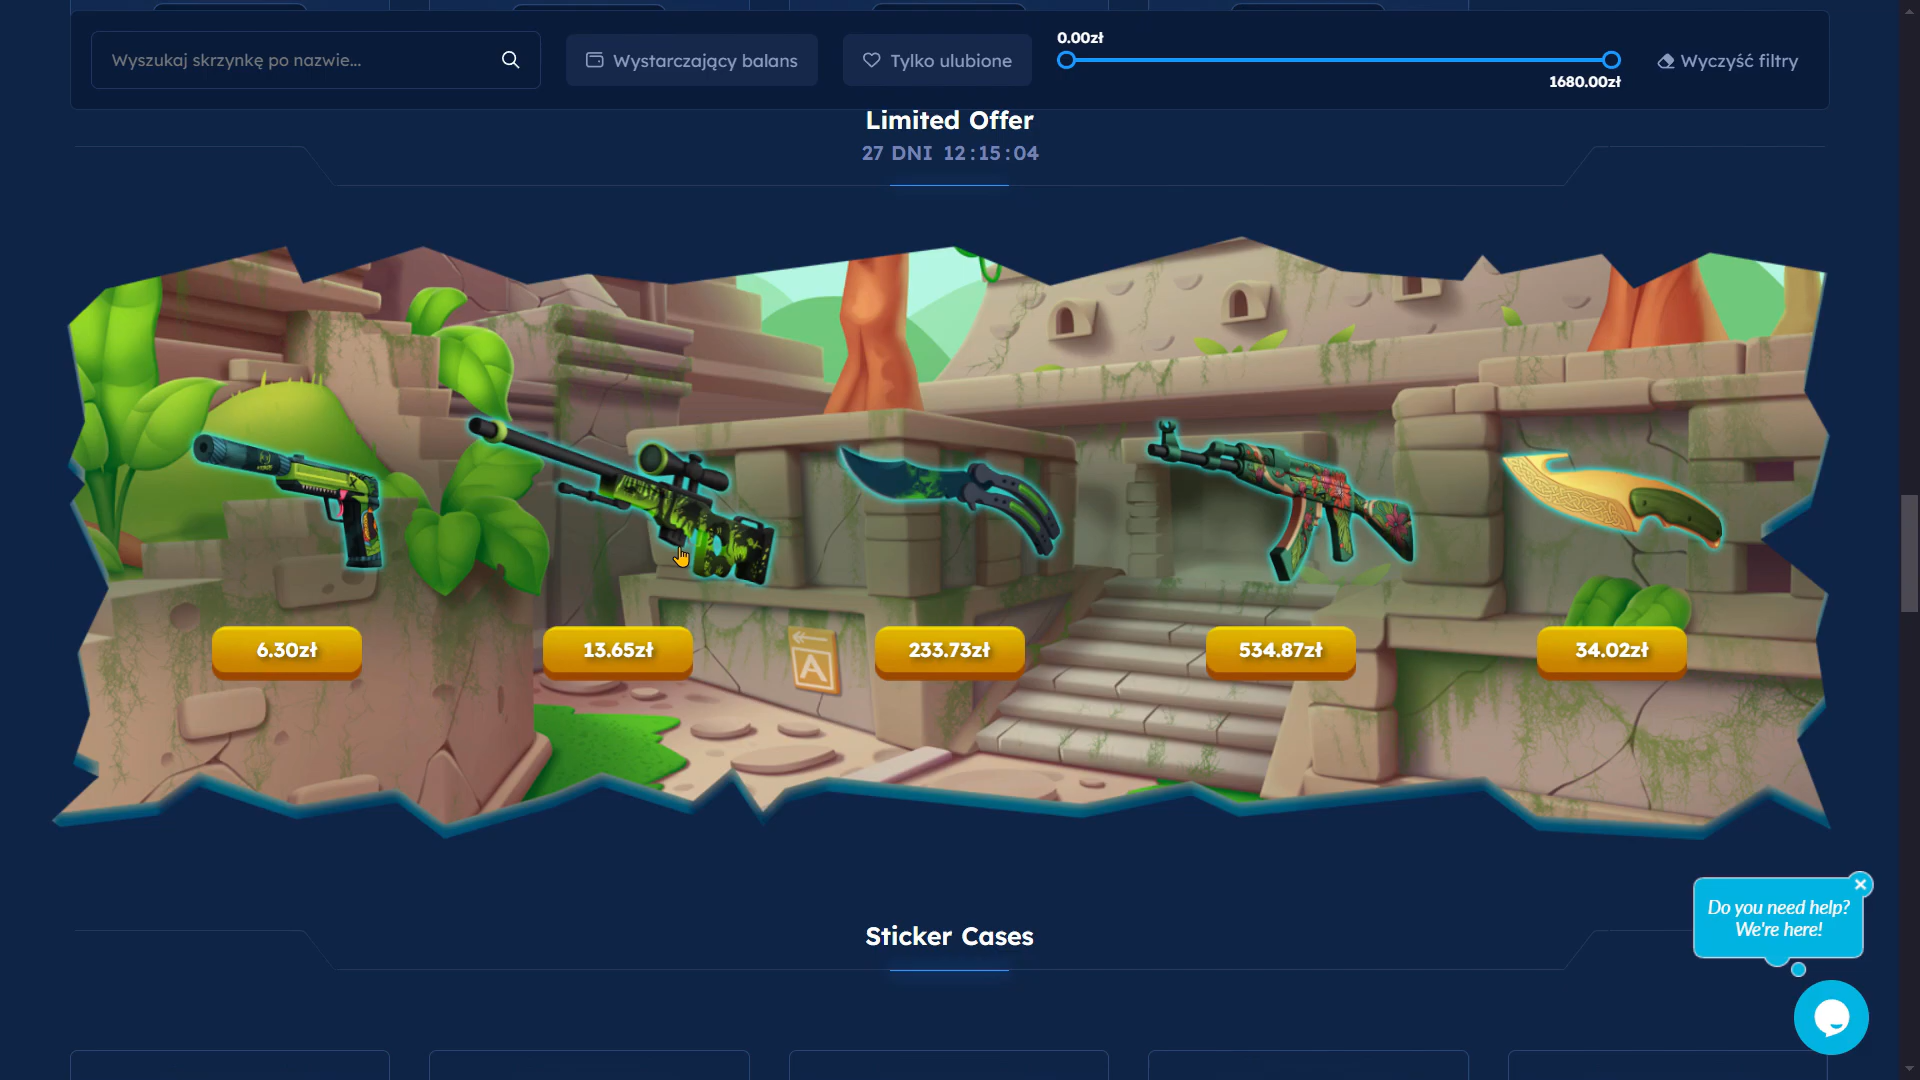 Wyszukaj skrzynkę po nazwie...
Wystarczający balans
Tylko ulubione
0.00zł
1680.00zł
Wyczyść filtry
Limited Offer
27 DNI 12:15:04
6.30zł
13.65zł
A
233.73zł
534.87zł
34.02zł
Sticker Cases
Do you need help?
We're here!